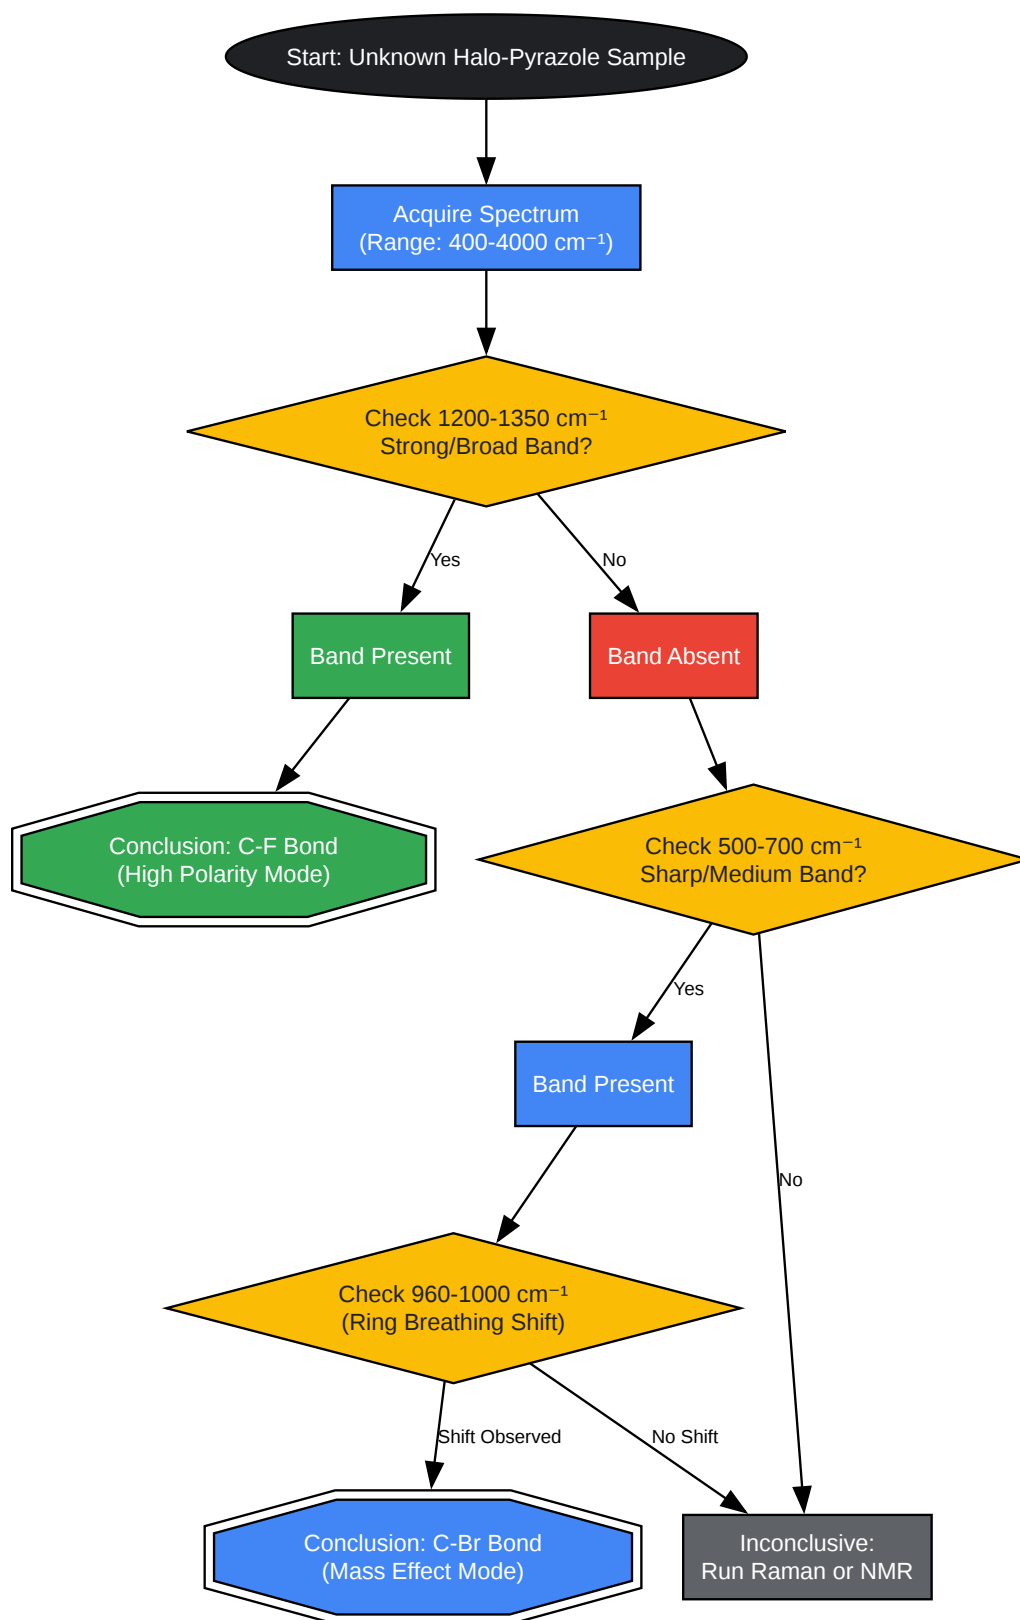 Start: Unknown Halo-Pyrazole Sample
Acquire Spectrum
(Range: 400-4000 cm⁻¹)
Check 1200-1350 cm⁻¹
Strong/Broad Band?
Yes
No
Band Present
Band Absent
Conclusion: C-F Bond
(High Polarity Mode)
Check 500-700 cm⁻¹
Sharp/Medium Band?
Yes
Band Present
No
Check 960-1000 cm⁻¹
(Ring Breathing Shift)
Shift Observed
No Shift
Conclusion: C-Br Bond
(Mass Effect Mode)
Inconclusive:
Run Raman or NMR